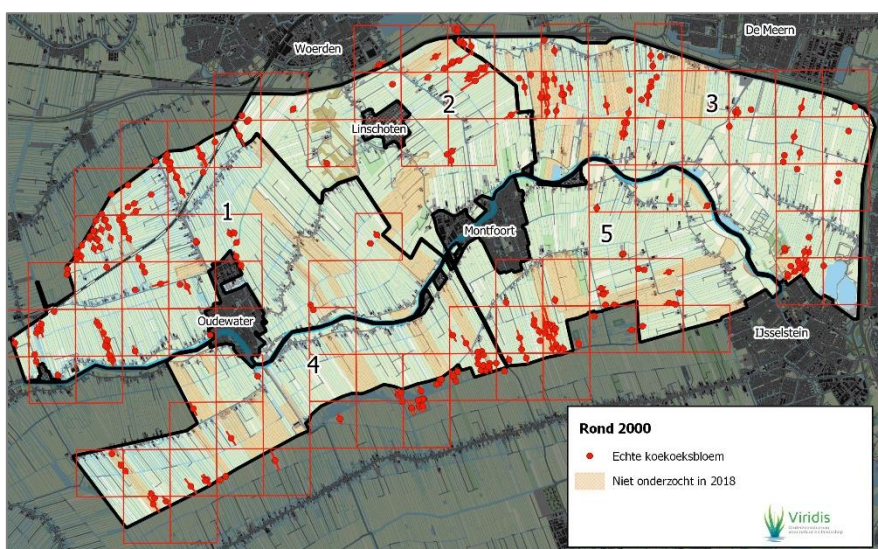 Woerden
De Meern
2
3
Linschoten
1
Montfoort
5
Oudewater
IJsselstein
4
Rond 2000
Echte koekoeksbloem
Niet onderzocht in 2018
Viridis